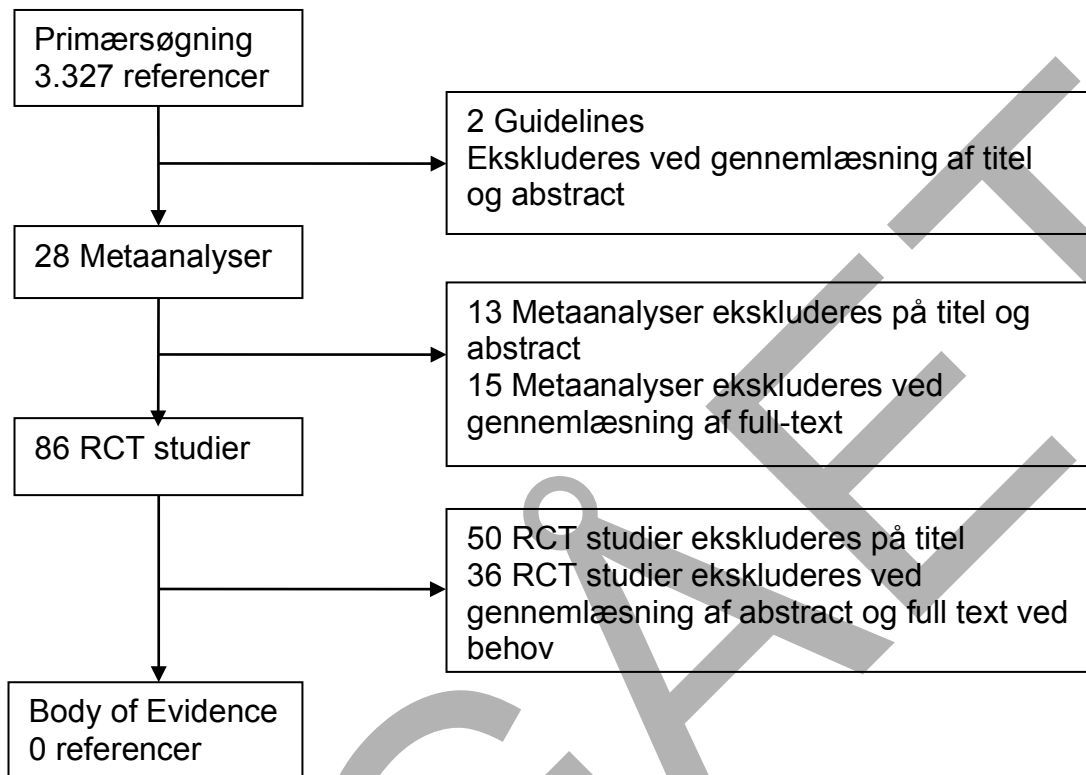 Primærsøgning
3.327 referencer
2 Guidelines
Ekskluderes ved gennemlæsning af titel
og abstract
28 Metaanalyser
13 Metaanalyser ekskluderes på titel og
abstract
15 Metaanalyser ekskluderes ved
gennemlæsning af full-text
86 RCT studier
50 RCT studier ekskluderes på titel
36 RCT studier ekskluderes ved
gennemlæsning af abstract og full text ved
behov
Body of Evidence
0 referencer
GÅET